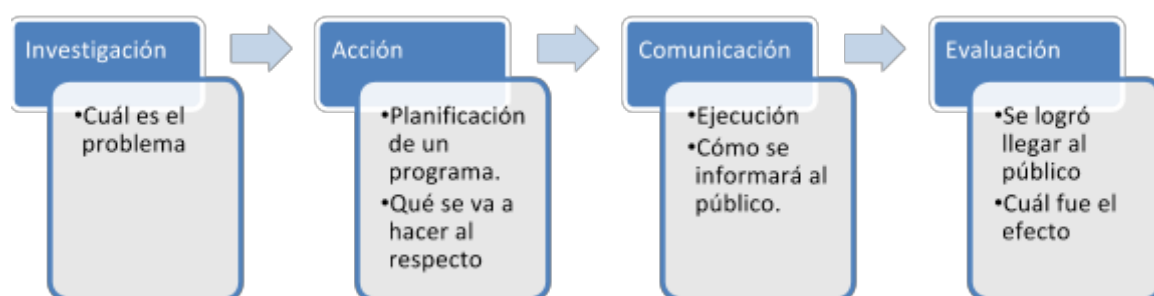 Investigación
•Cuál es el
problema
Acción
•Planificación
de un
programa.
•Qué se va a
hacer al
respecto
Comunicación
•Ejecución
•Cómo se
informará al
público.
Evaluación
•Se logró
llegar al
público
•Cuál fue el
efecto